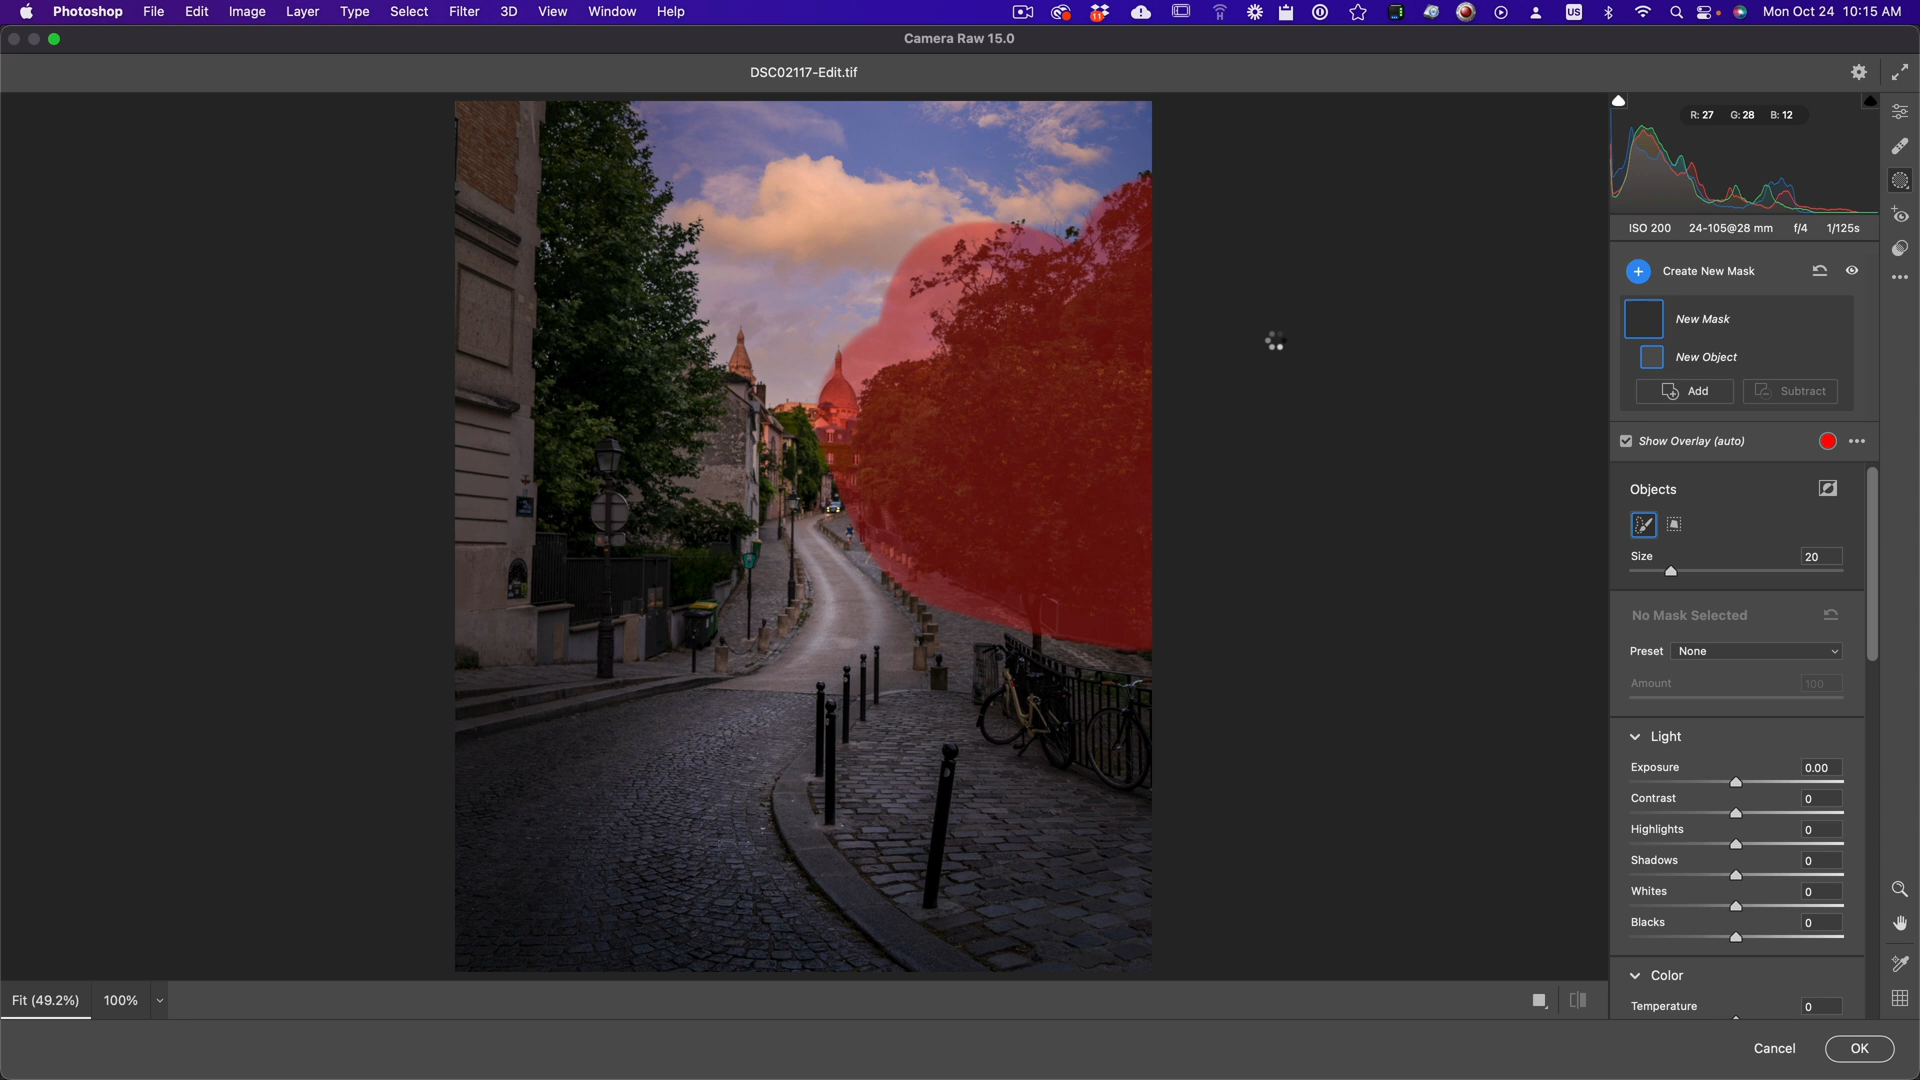 Photoshop File Edit Image Layer Type Select Filter 3D View Window Help 11 US Mon Oct 24 10:15 AM
Camera Raw 15.0
DSC02117-Edit.tif
R: 27 G: 28 B: 12
ISO 200 24-105@28 mm f/4 1/125s
Create New Mask
New Mask
New Object
Add Subtract
Show Overlay (auto)
Objects
Size 20
No Mask Selected
Preset None
Amount 100
Light
Exposure 0.00
Contrast 0
Highlights 0
Shadows 0
Whites 0
Blacks 0
Color
Temperature 0
Fit (49.2%) 100%
Cancel OK